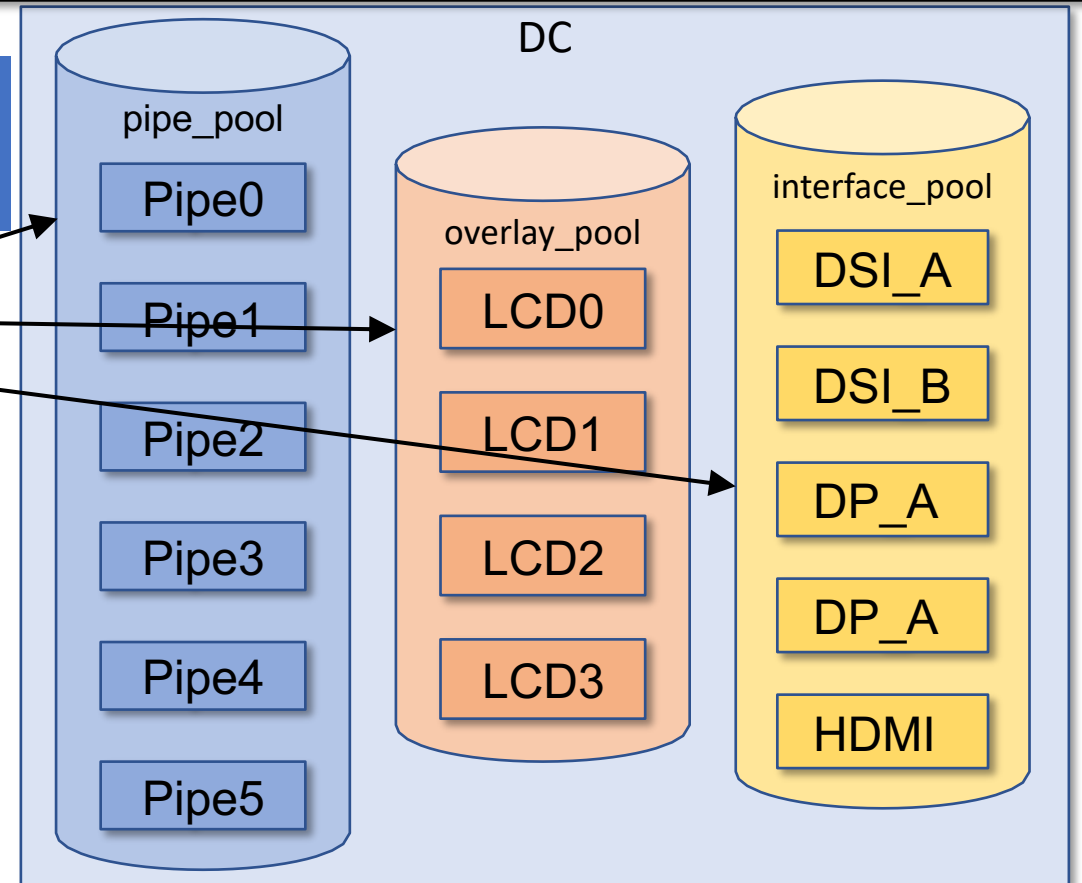 DC
pipe_pool
Pipe0
Pipe1
Pipe2
Pipe3
Pipe4
Pipe5
overlay_pool
LCD0
LCD1
LCD2
LCD3
interface_pool
DSI_A
DSI_B
DP_A
DP_A
HDMI